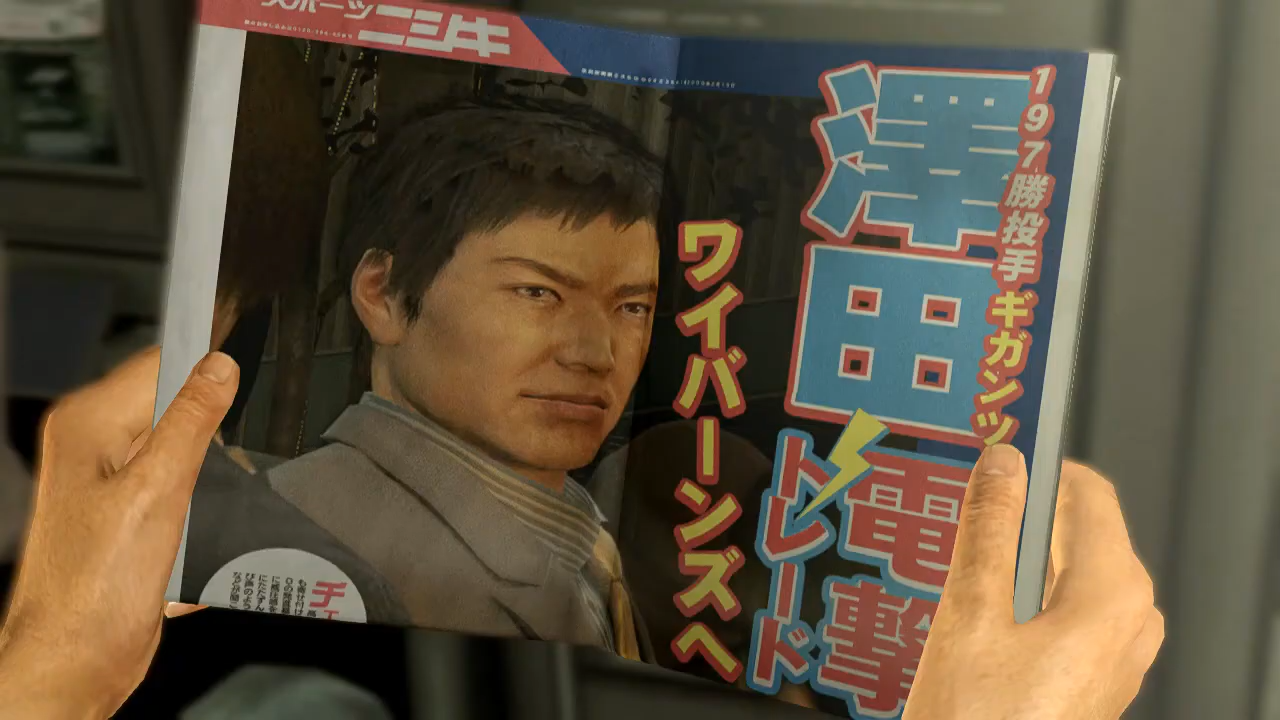 スポーツニシキ
197勝投手ギガンツ
澤田
電撃
トレード
ワイバーンズへ
チェ